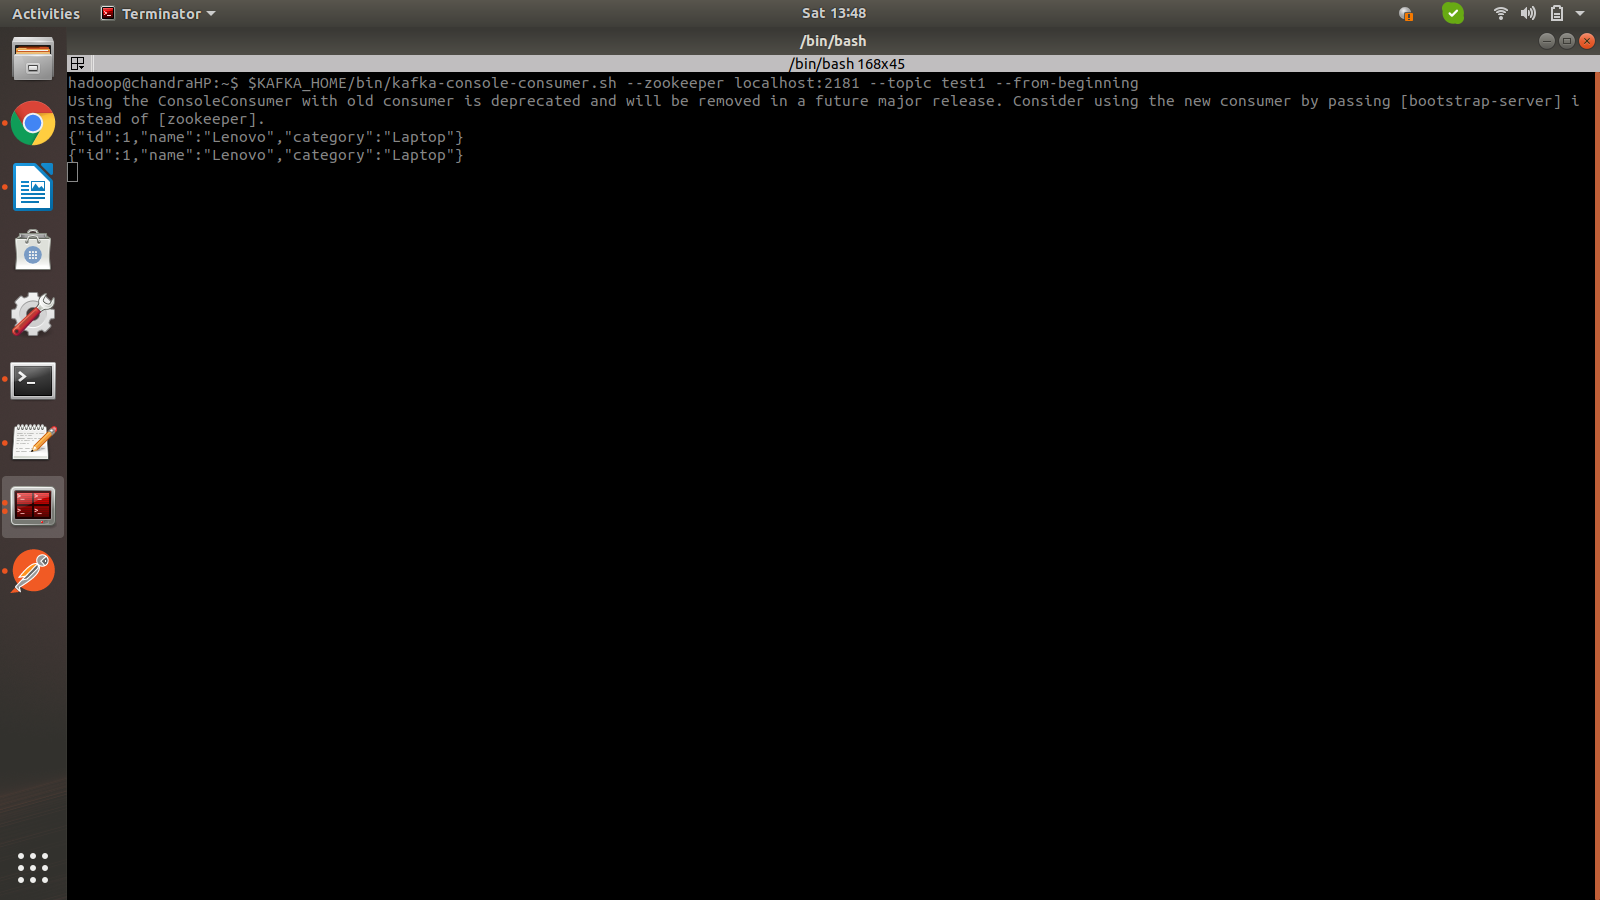 Activities Terminator Sat 13:48
/bin/bash
/bin/bash 168x45
hadoop@chandraHP:~$ $KAFKA_HOME/bin/kafka-console-consumer.sh --zookeeper localhost:2181 --topic test1 --from-beginning
Using the ConsoleConsumer with old consumer is deprecated and will be removed in a future major release. Consider using the new consumer by passing [bootstrap-server] i
nstead of [zookeeper].
{"id":1,"name":"Lenovo","category":"Laptop"}
{"id":1,"name":"Lenovo","category":"Laptop"}